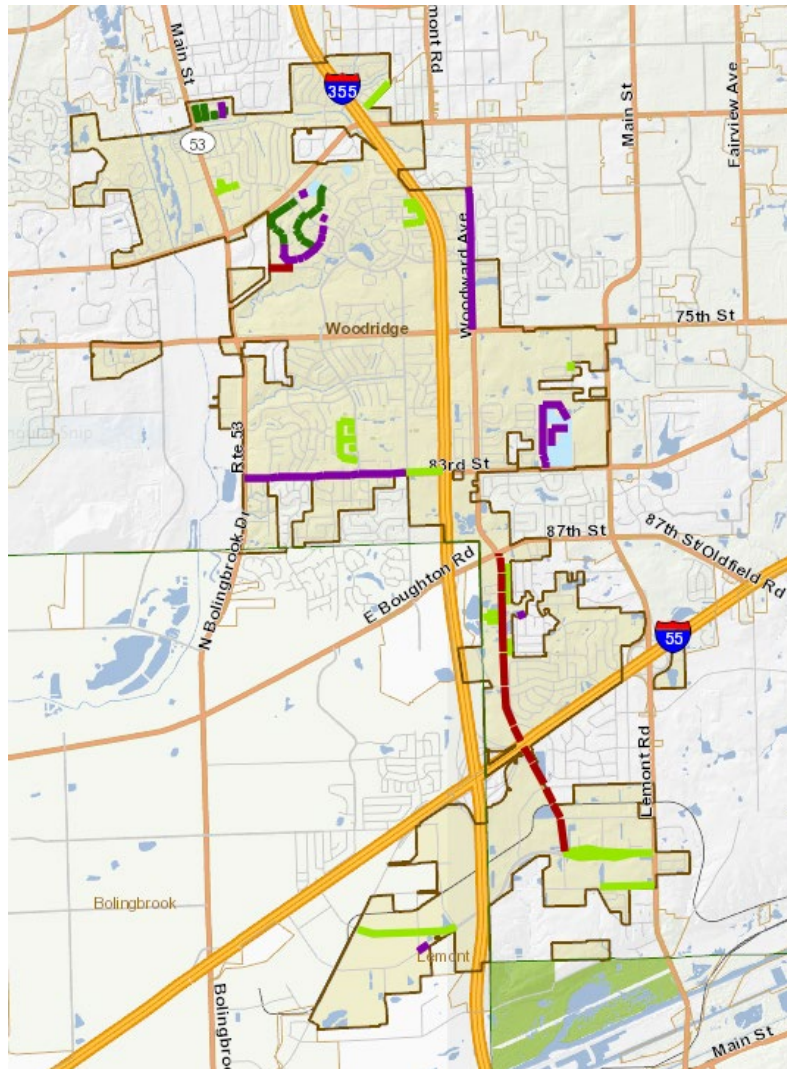 Main St
mont Rd
355
Main St
Fairview Ave
53
Woodward Ave
75th St
Woodridge
Rte 53
83rd St
87th St
87th St/Oldfield Rd
E Boughton Rd
N Bolingbrook Dr
55
Lemont Rd
Bolingbrook
Lemont
Bolingbroo
Main St